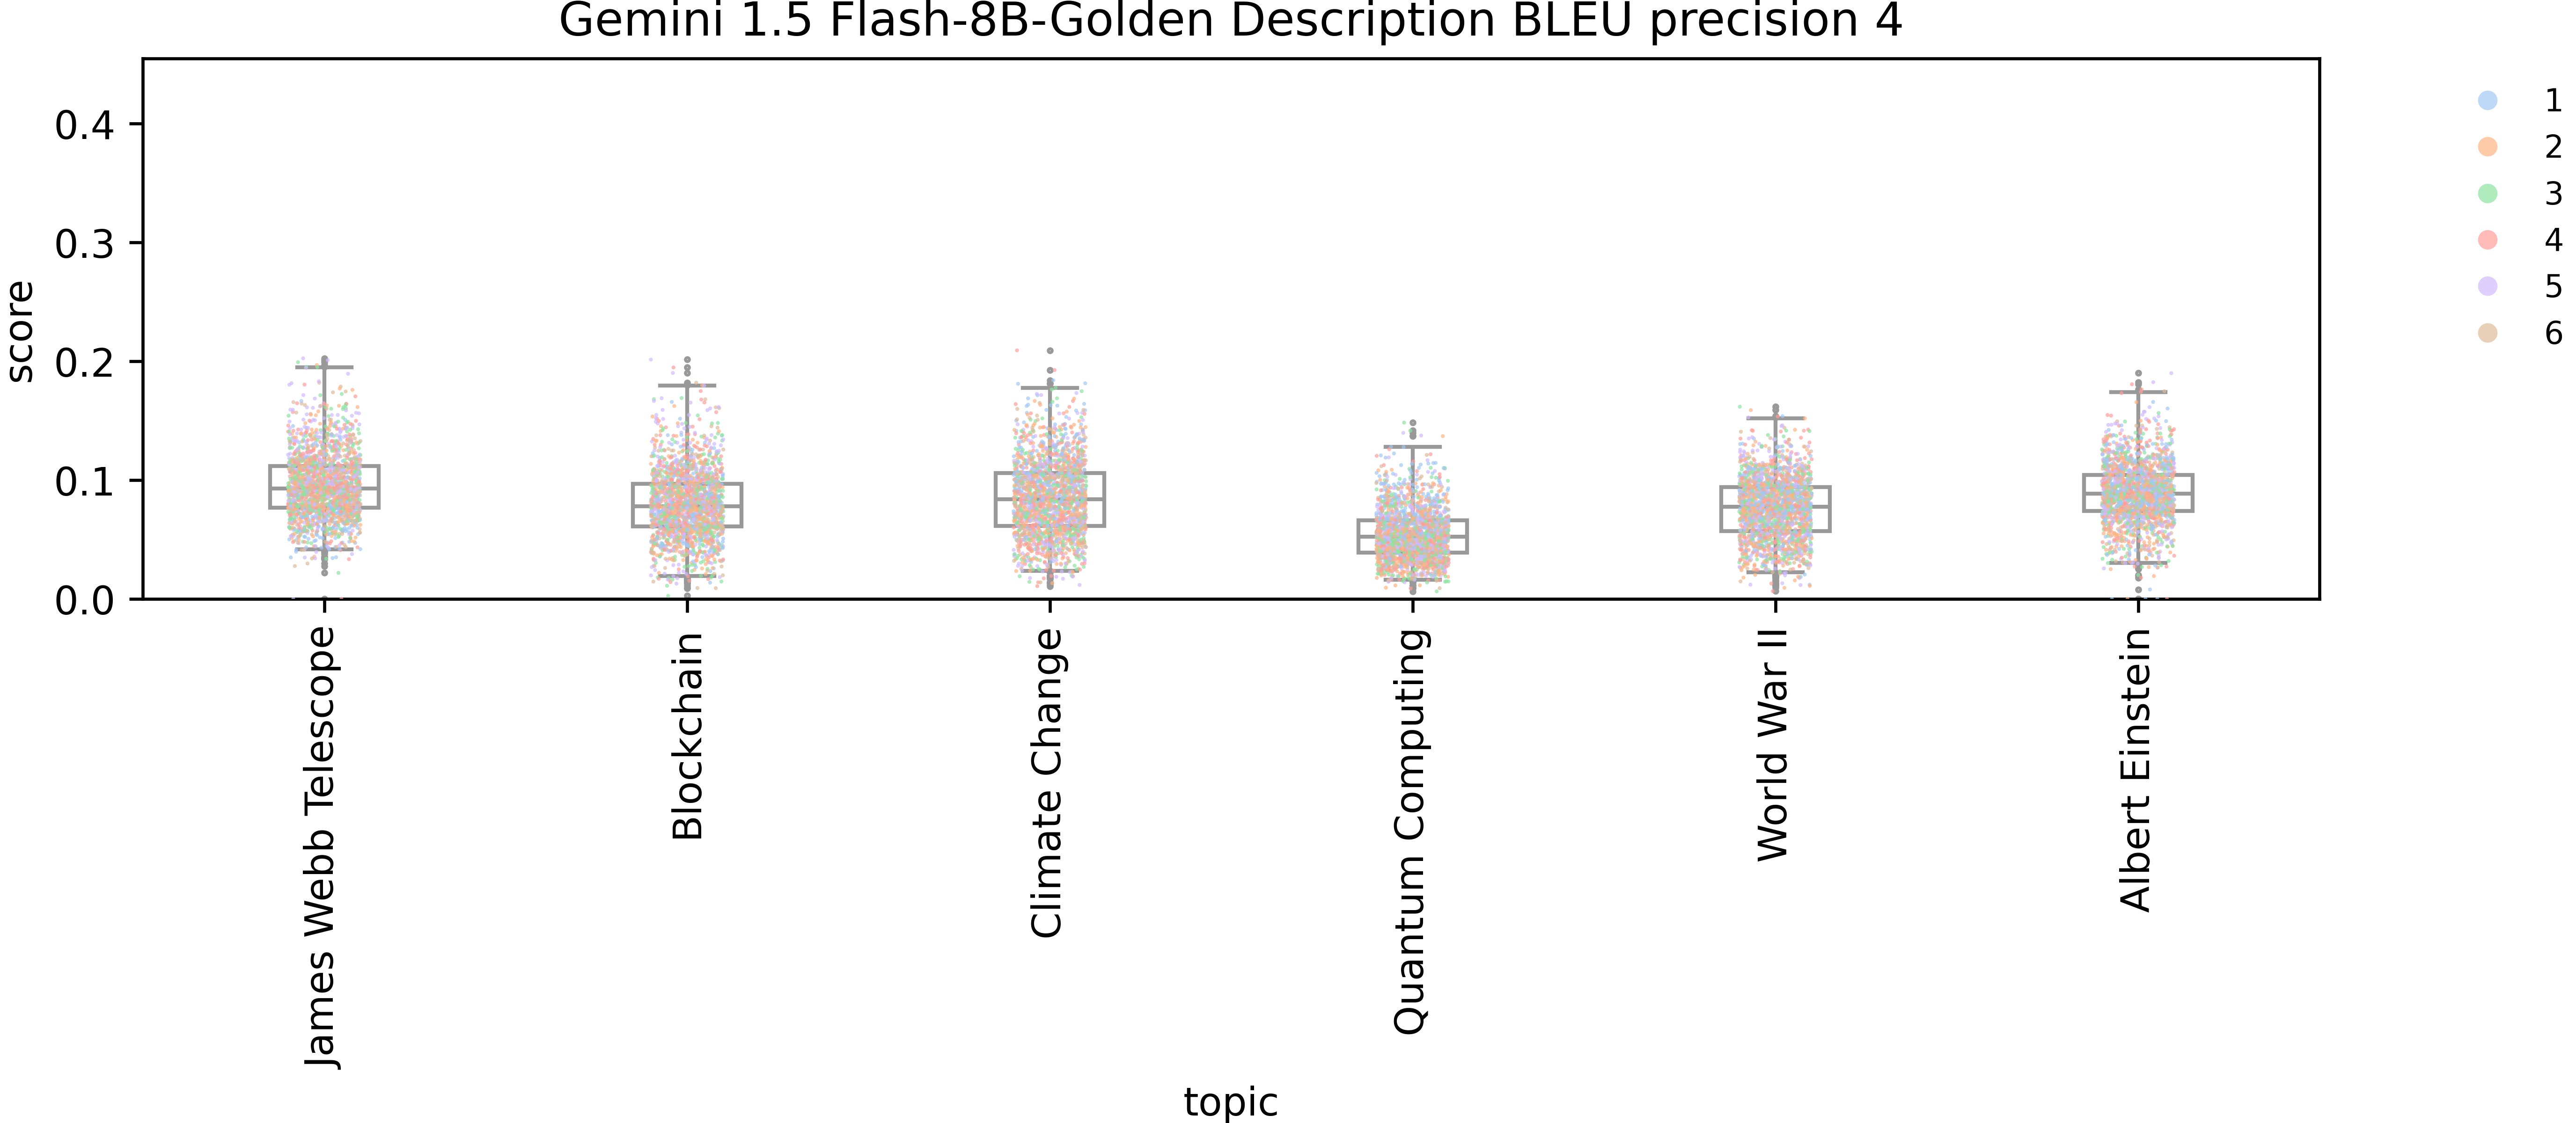 Gemini 1.5 Flash-8B-Golden Description BLEU precision 4
score
0.4
0.3
0.2
0.1
0.0
James Webb Telescope
Blockchain
Climate Change
Quantum Computing
World War II
Albert Einstein
topic
1
2
3
4
5
6